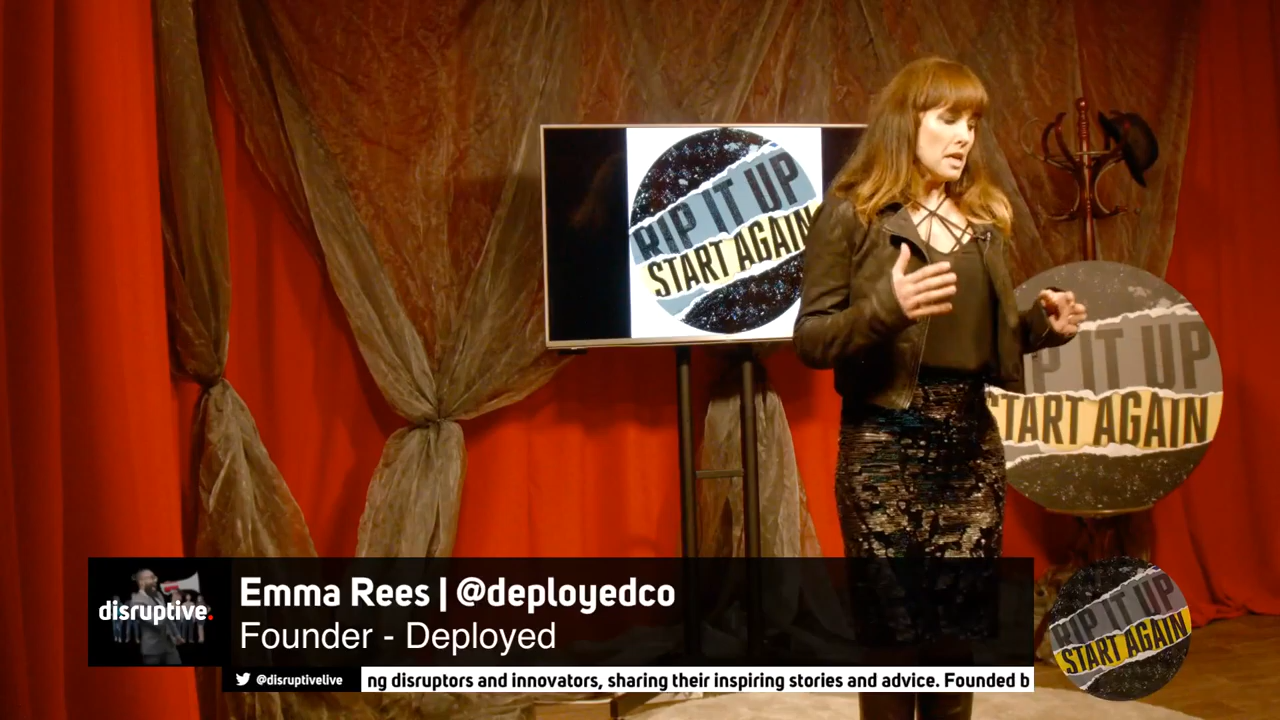 RIP IT UP
START AGAIN
P IT UP
START AGAIN
disruptive.
Emma Rees | @deployedco
Founder - Deployed
@disruptivelive
ng disruptors and innovators, sharing their inspiring stories and advice. Founded b
RIP IT UP
START AGAIN